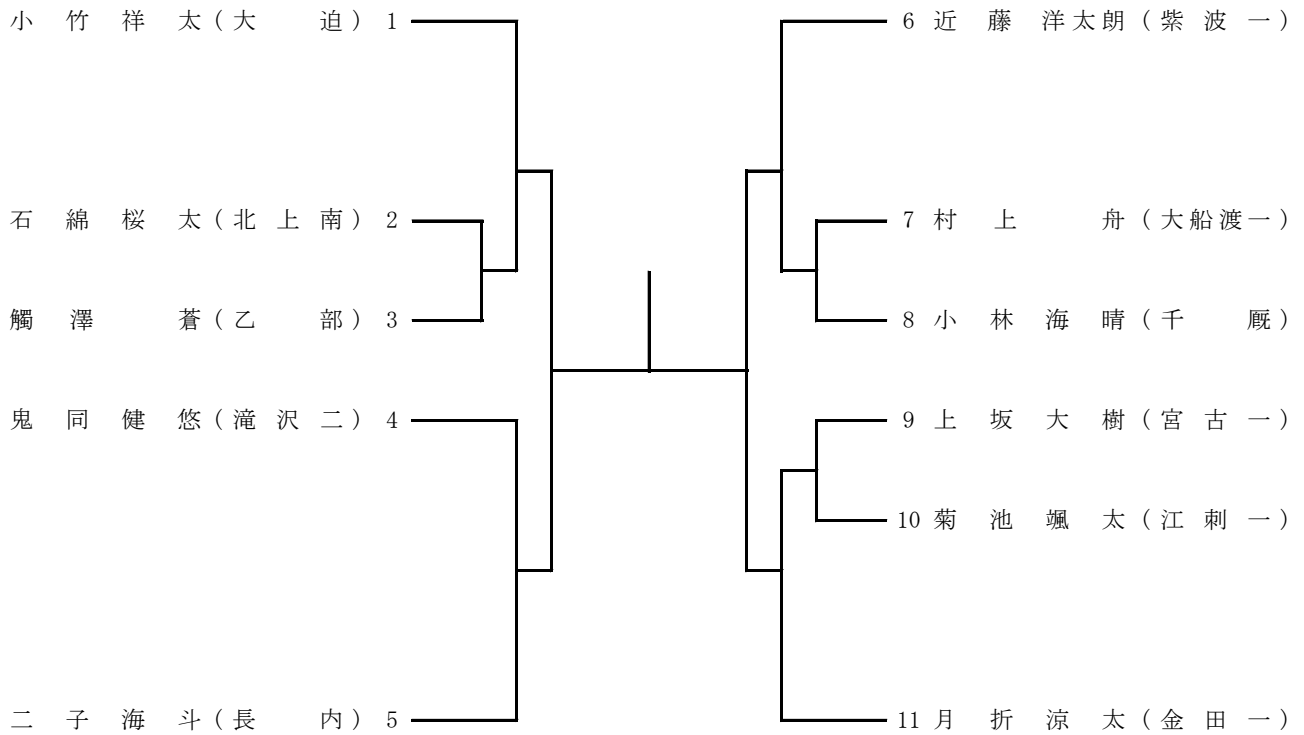 小竹祥太(大迫) 1
石綿桜太(北上南) 2
觸澤蒼(乙部) 3
鬼同健悠(滝沢二) 4
二子海斗(長内) 5
6 近藤洋太朗(紫波一)
7 村上舟(大船渡一)
8 小林海晴(千厩)
9 上坂大樹(宮古一)
10 菊池颯太(江刺一)
11 月折涼太(金田一)